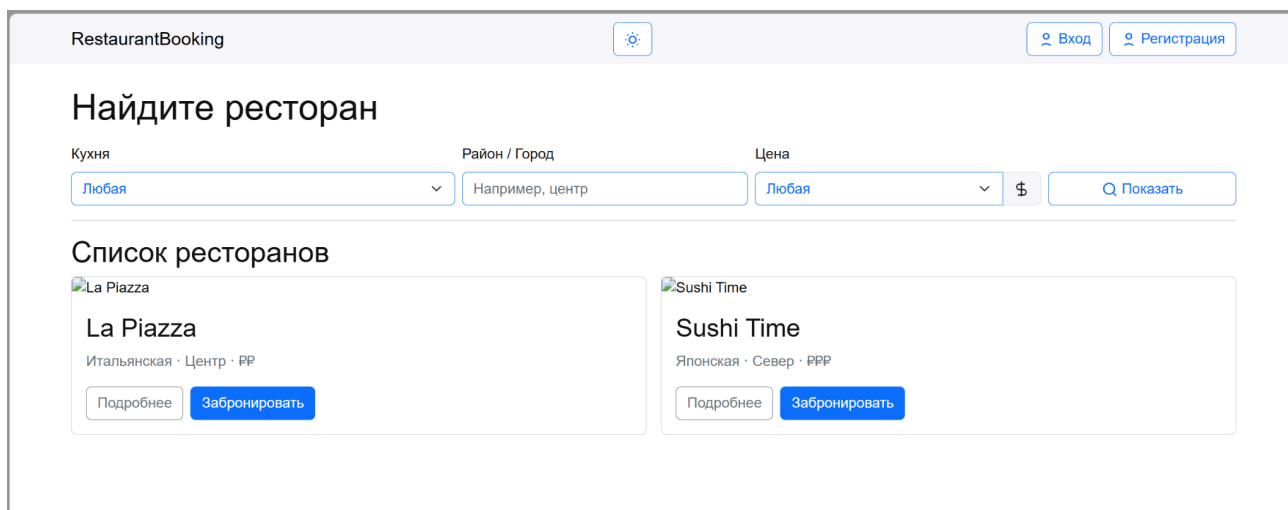 RestaurantBooking Вход Регистрация
Найдите ресторан
Кухня Район / Город Цена
Любая Например, центр Любая $ Показать
Список ресторанов
La Piazza Sushi Time
La Piazza Sushi Time
Итальянская · Центр · ₽₽ Японская · Север · ₽₽₽
Подробнее Забронировать Подробнее Забронировать